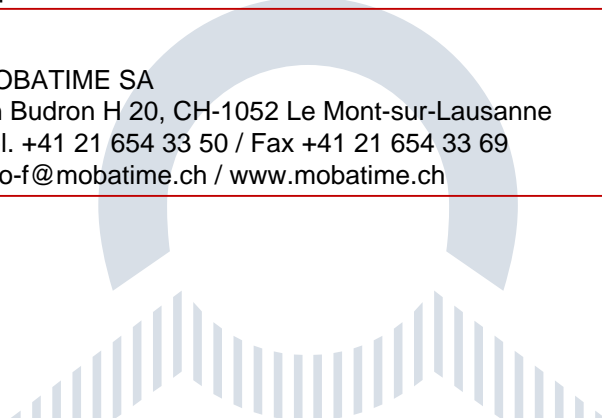 OBATIME SA
Budron H 20, CH-1052 Le Mont-sur-Lausanne
l. +41 21 654 33 50 / Fax +41 21 654 33 69
o-f@mobatime.ch / www.mobatime.ch